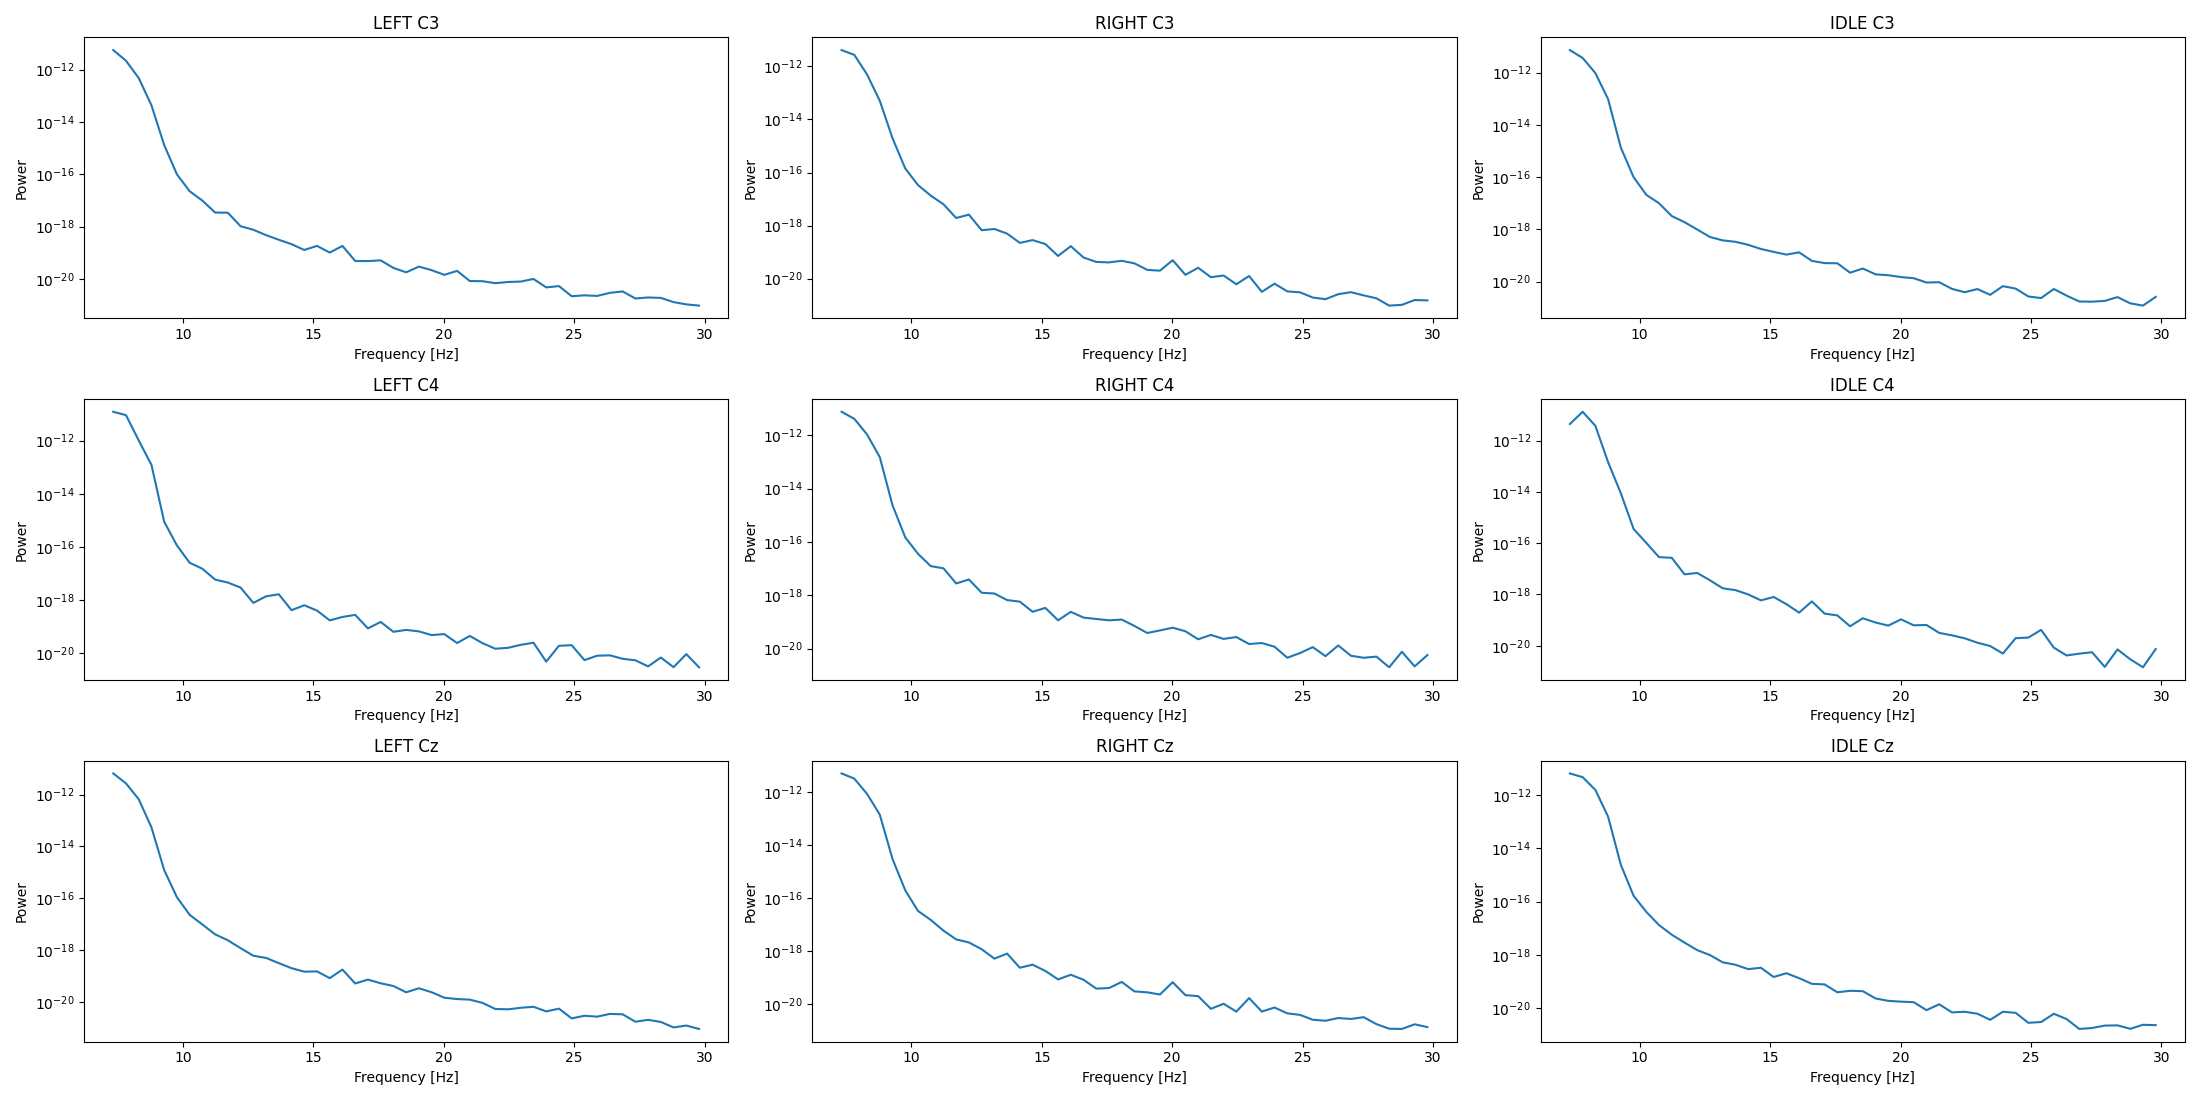 LEFT C3
Power
10⁻¹²
10⁻¹⁴
10⁻¹⁶
10⁻¹⁸
10⁻²⁰
10 15 20 25 30
Frequency [Hz]
RIGHT C3
Power
10⁻¹²
10⁻¹⁴
10⁻¹⁶
10⁻¹⁸
10⁻²⁰
10 15 20 25 30
Frequency [Hz]
IDLE C3
Power
10⁻¹²
10⁻¹⁴
10⁻¹⁶
10⁻¹⁸
10⁻²⁰
10 15 20 25 30
Frequency [Hz]
LEFT C4
Power
10⁻¹²
10⁻¹⁴
10⁻¹⁶
10⁻¹⁸
10⁻²⁰
10 15 20 25 30
Frequency [Hz]
RIGHT C4
Power
10⁻¹²
10⁻¹⁴
10⁻¹⁶
10⁻¹⁸
10⁻²⁰
10 15 20 25 30
Frequency [Hz]
IDLE C4
Power
10⁻¹²
10⁻¹⁴
10⁻¹⁶
10⁻¹⁸
10⁻²⁰
10 15 20 25 30
Frequency [Hz]
LEFT Cz
Power
10⁻¹²
10⁻¹⁴
10⁻¹⁶
10⁻¹⁸
10⁻²⁰
10 15 20 25 30
Frequency [Hz]
RIGHT Cz
Power
10⁻¹²
10⁻¹⁴
10⁻¹⁶
10⁻¹⁸
10⁻²⁰
10 15 20 25 30
Frequency [Hz]
IDLE Cz
Power
10⁻¹²
10⁻¹⁴
10⁻¹⁶
10⁻¹⁸
10⁻²⁰
10 15 20 25 30
Frequency [Hz]